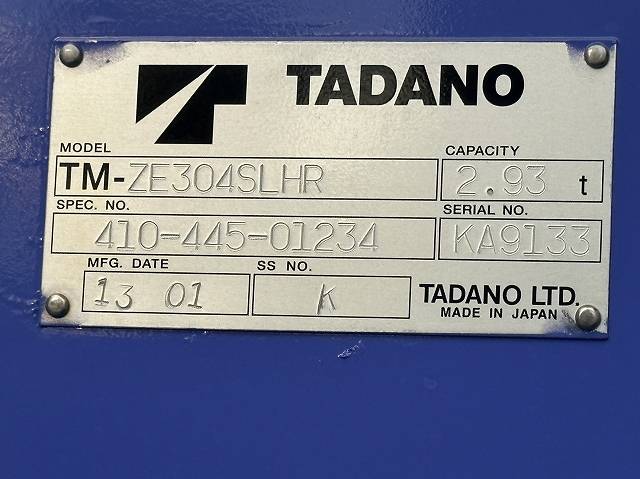 TADANO
MODEL CAPACITY
TM-ZE304SLHR 2.93 t
SPEC. NO. SERIAL NO.
410-445-01234 KA9133
MFG. DATE SS NO.
13 01 K TADANO LTD.
MADE IN JAPAN